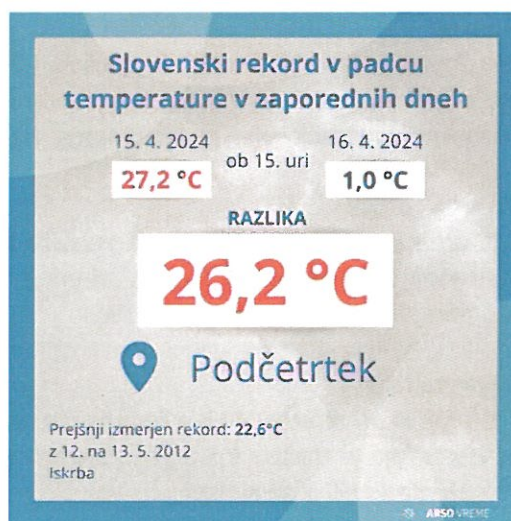 Slovenski rekord v padcu
temperature v zaporednih dneh
15. 4. 2024
ob 15. uri
16. 4. 2024
27,2 °C
1,0 °C
RAZLIKA
26,2 °C
Podčetrtek
Prejšnji izmerjen rekord: 22,6°C
z 12. na 13. 5. 2012
Iskrba
ARSO VREME